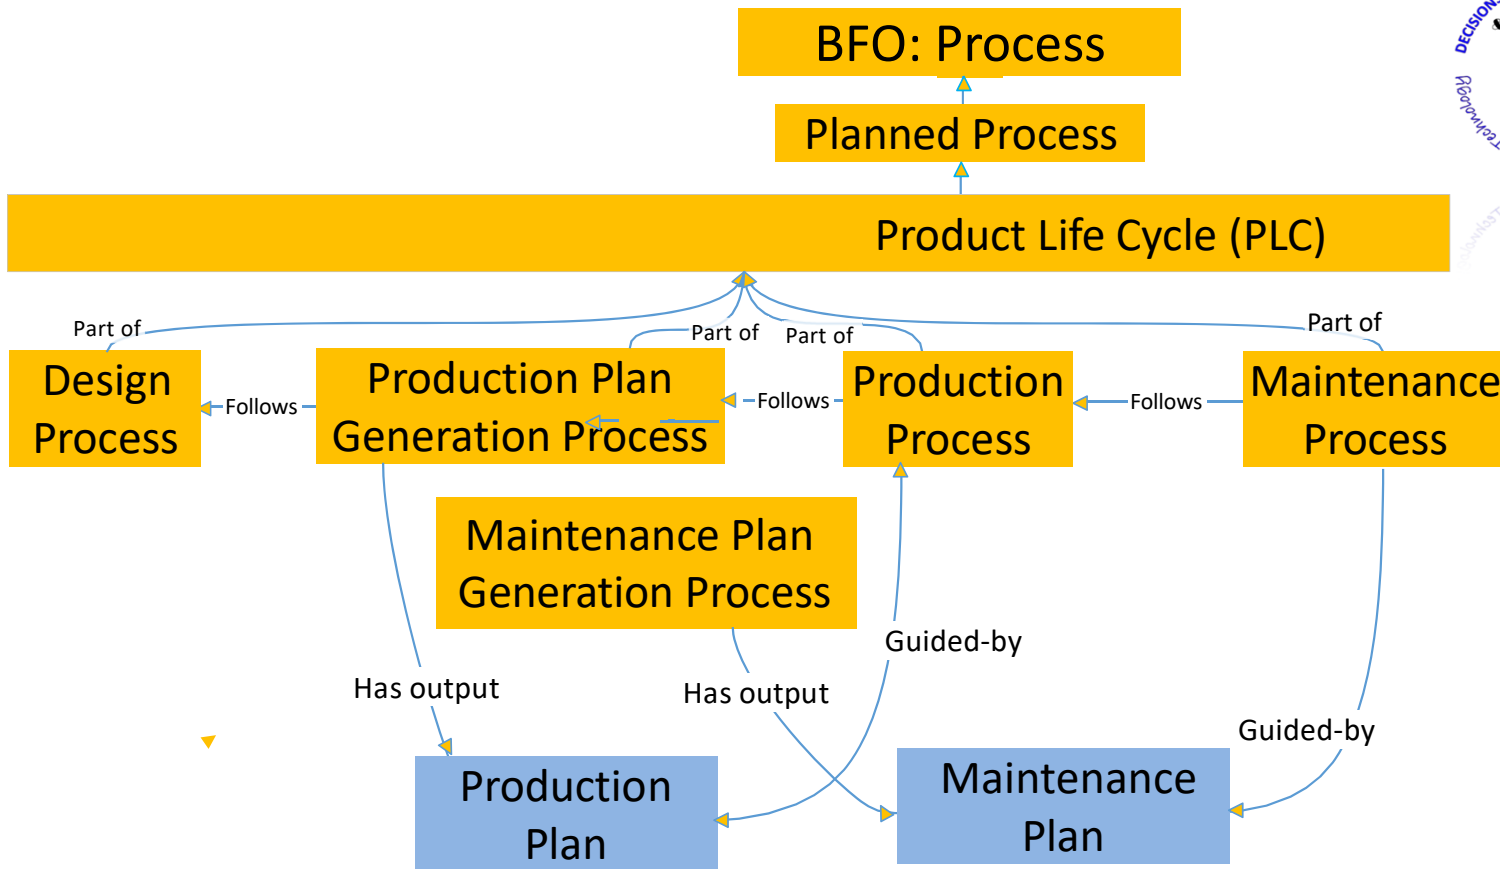 BFO: Process
DECISIONS
Planned Process
Technology
Product Life Cycle (PLC)
Part of
Part of
Part of
Part of
Design
Process
Follows
Production Plan
Generation Process
Follows
Production
Process
Follows
Maintenance
Process
Maintenance Plan
Generation Process
Guided-by
Has output
Has output
Guided-by
Production
Plan
Maintenance
Plan